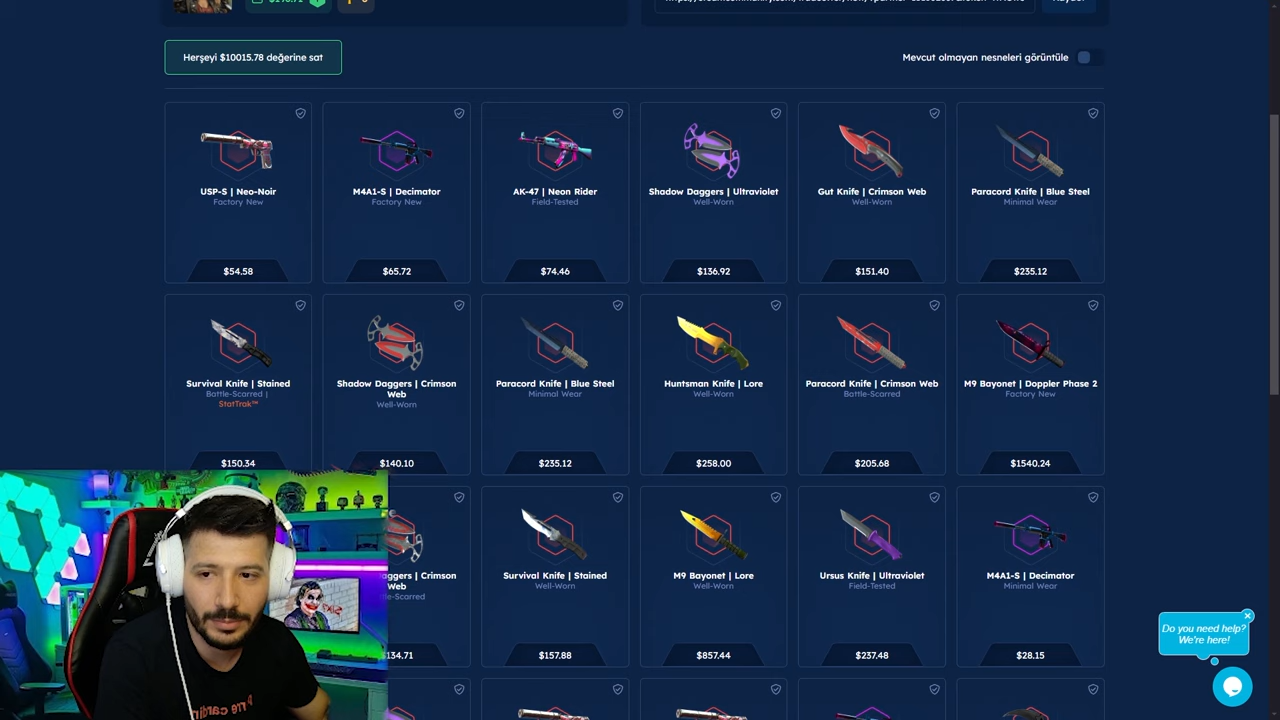 Herşeyi $10015.78 değerine sat
Mevcut olmayan nesneleri görüntüle
USP-S | Neo-Noir
Factory New
$54.58
M4A1-S | Decimator
Factory New
$65.72
AK-47 | Neon Rider
Field-Tested
$74.46
Shadow Daggers | Ultraviolet
Well-Worn
$136.92
Gut Knife | Crimson Web
Well-Worn
$151.40
Paracord Knife | Blue Steel
Minimal Wear
$235.12
Survival Knife | Stained
Battle-Scarred |
StatTrak™
$150.34
Shadow Daggers | Crimson
Web
Well-Worn
$140.10
Paracord Knife | Blue Steel
Minimal Wear
$235.12
Huntsman Knife | Lore
Well-Worn
$258.00
Paracord Knife | Crimson Web
Battle-Scarred
$205.68
M9 Bayonet | Doppler Phase 2
Factory New
$1540.24
Crimson
Web
$134.71
Survival Knife | Stained
Well-Worn
$157.88
M9 Bayonet | Lore
Well-Worn
$857.44
Ursus Knife | Ultraviolet
Field-Tested
$237.48
M4A1-S | Decimator
Minimal Wear
$28.15
Do you need help?
We're here!